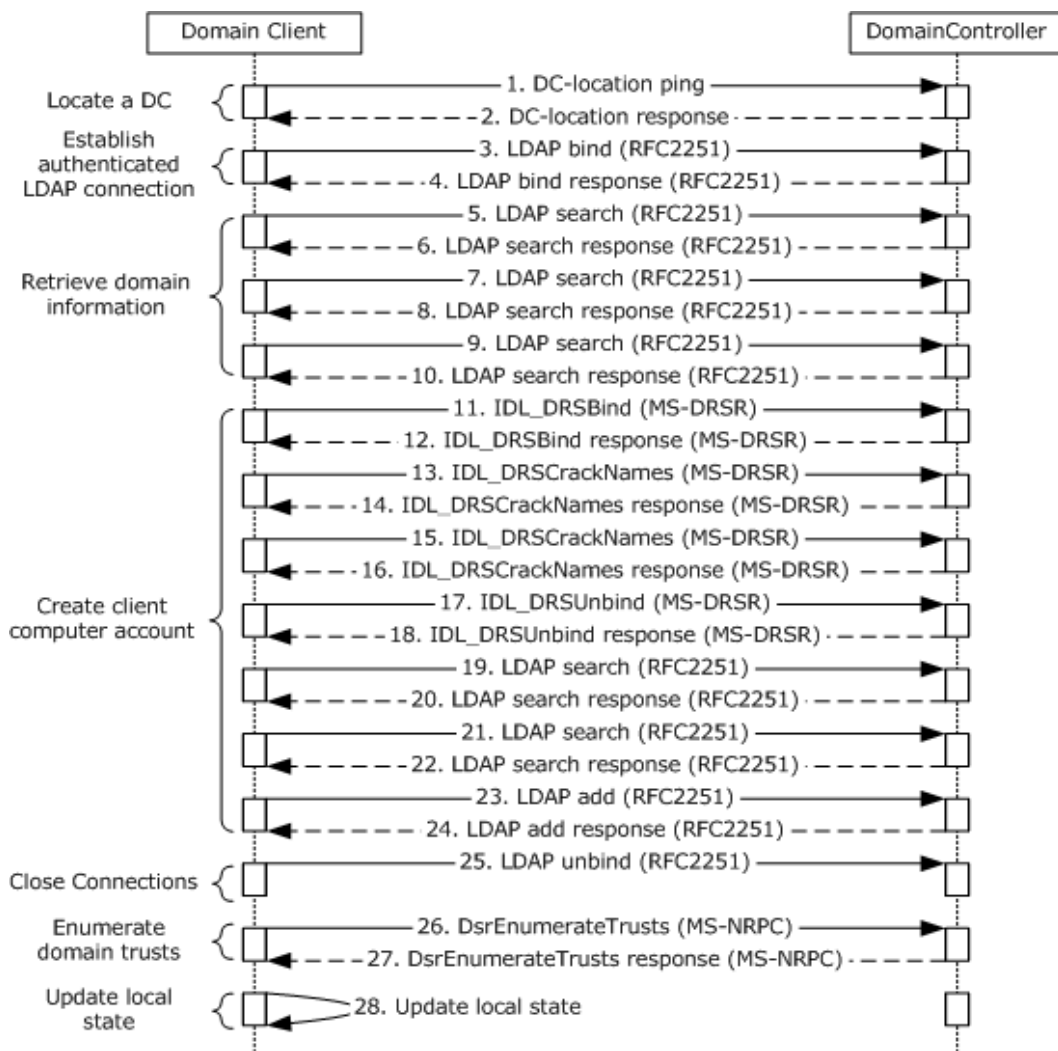 Domain Client
DomainController
Locate a DC
1. DC-location ping
2. DC-location response
Establish
authenticated
LDAP connection
3. LDAP bind (RFC2251)
4. LDAP bind response (RFC2251)
Retrieve domain
information
5. LDAP search (RFC2251)
6. LDAP search response (RFC2251)
7. LDAP search (RFC2251)
8. LDAP search response (RFC2251)
9. LDAP search (RFC2251)
10. LDAP search response (RFC2251)
Create client
computer account
11. IDL_DRSBind (MS-DRSR)
12. IDL_DRSBind response (MS-DRSR)
13. IDL_DRSCrackNames (MS-DRSR)
14. IDL_DRSCrackNames response (MS-DRSR)
15. IDL_DRSCrackNames (MS-DRSR)
16. IDL_DRSCrackNames response (MS-DRSR)
17. IDL_DRSUnbind (MS-DRSR)
18. IDL_DRSUnbind response (MS-DRSR)
19. LDAP search (RFC2251)
20. LDAP search response (RFC2251)
21. LDAP search (RFC2251)
22. LDAP search response (RFC2251)
23. LDAP add (RFC2251)
24. LDAP add response (RFC2251)
Close Connections
25. LDAP unbind (RFC2251)
Enumerate
domain trusts
26. DsrEnumerateTrusts (MS-NRPC)
27. DsrEnumerateTrusts response (MS-NRPC)
Update local
state
28. Update local state